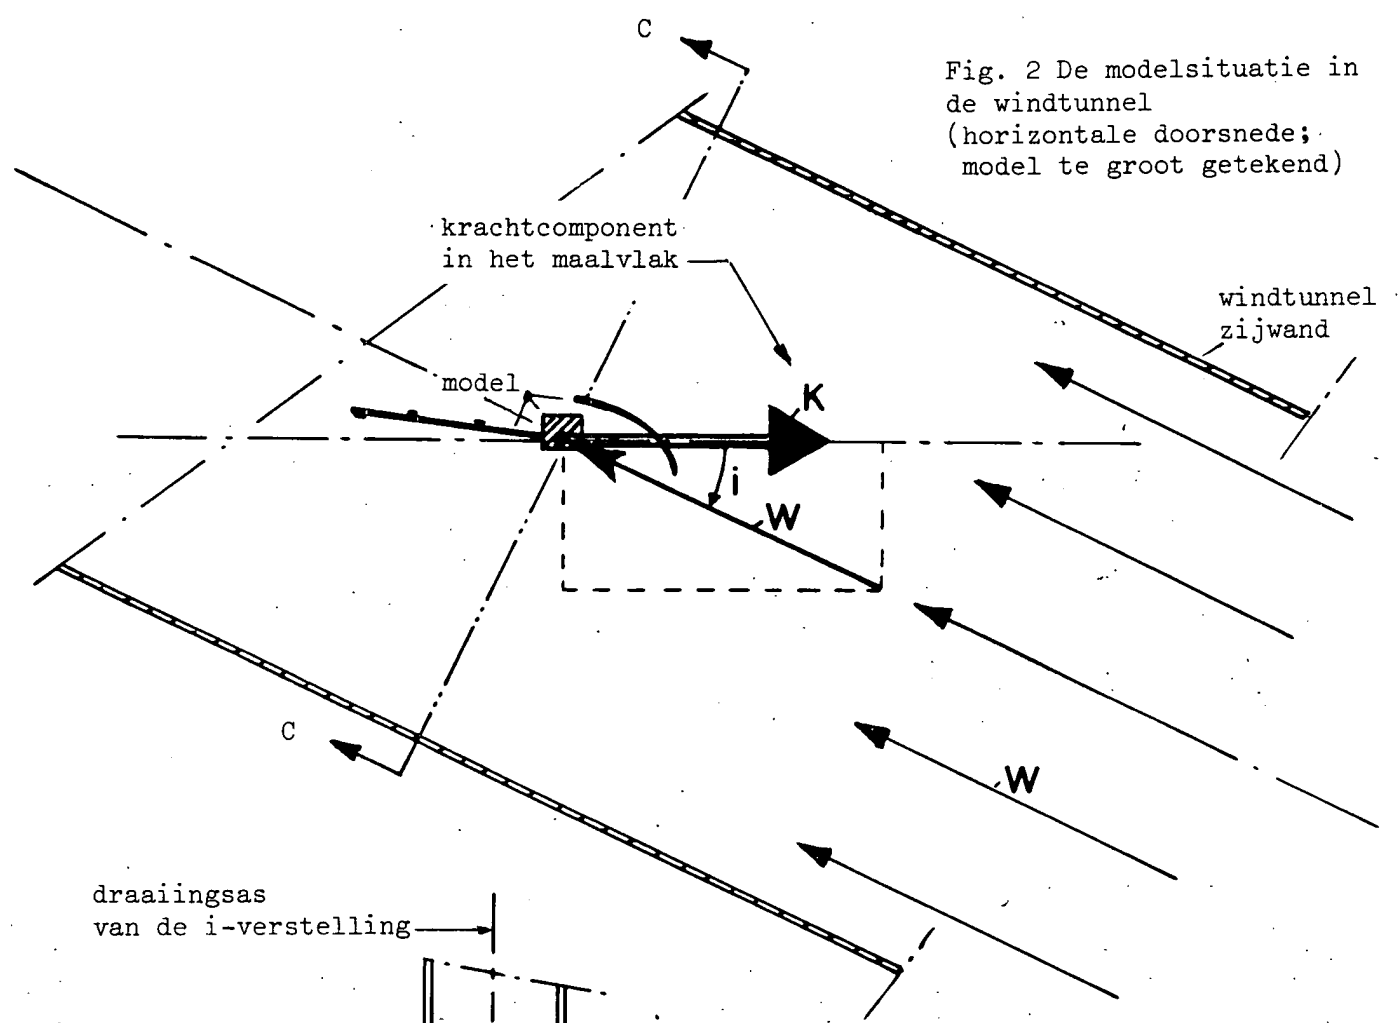 C
Fig. 2 De modelsituatie in
de windtunnel
(horizontale doorsnede;
model te groot getekend)
krachtcomponent
in het maalvlak
windtunnel
zijwand
model
K
i
W
C
W
draaiingsas
van de i-verstelling